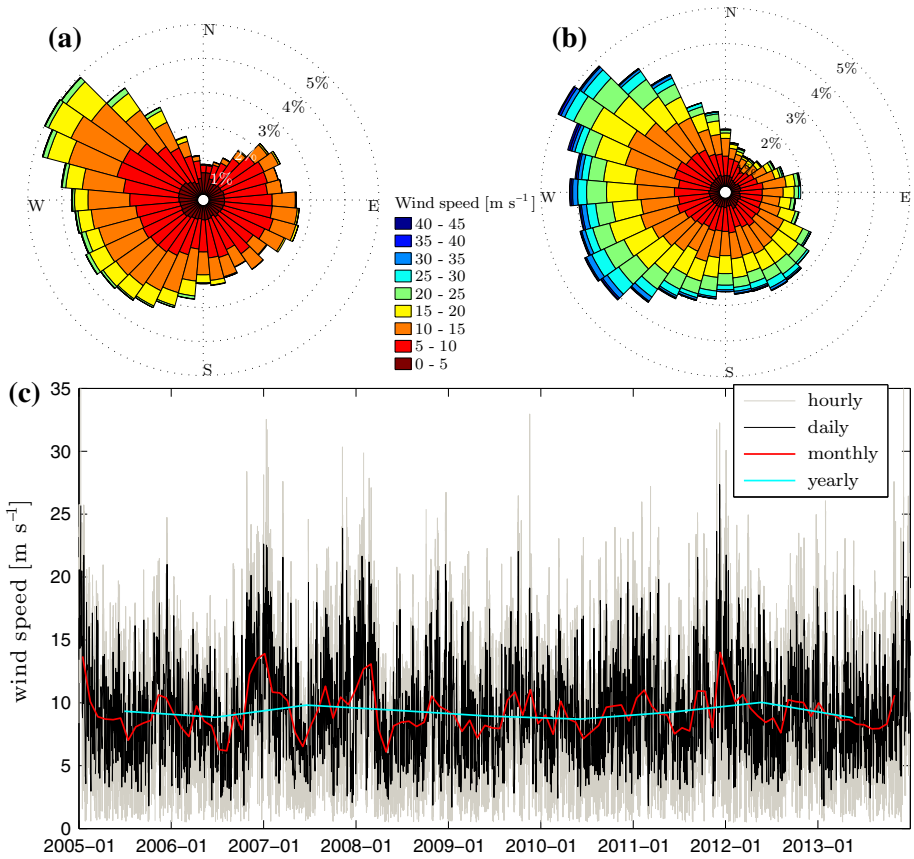 (a)
N
5%
4%
3%
2%
1%
W
E
S
(b)
N
5%
4%
3%
2%
W
E
S
Wind speed [m s⁻¹]
40 - 45
35 - 40
30 - 35
25 - 30
20 - 25
15 - 20
10 - 15
5 - 10
0 - 5
(c)
wind speed [m s⁻¹]
35
30
25
20
15
10
5
0
hourly
daily
monthly
yearly
2005-01
2006-01
2007-01
2008-01
2009-01
2010-01
2011-01
2012-01
2013-01